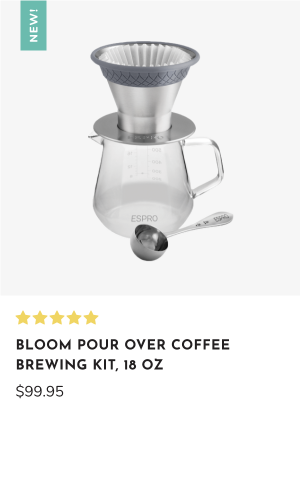 NEW!
ESPRO
BLOOM POUR OVER COFFEE
BREWING KIT, 18 OZ
$99.95